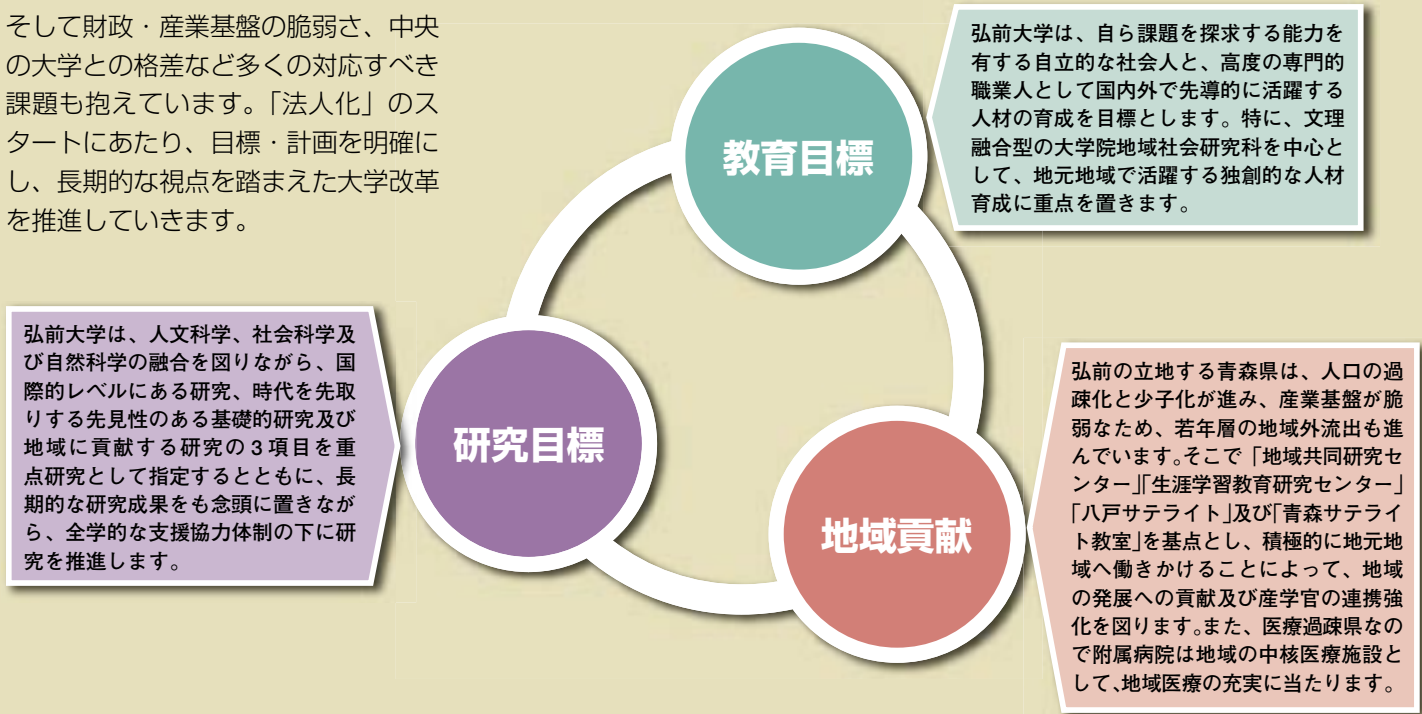 そして財政・産業基盤の脆弱さ、中央
の大学との格差など多くの対応すべき
課題も抱えています。「法人化」のス
タートにあたり、目標・計画を明確に
し、長期的な視点を踏まえた大学改革
を推進していきます。
教育目標
弘前大学は、自ら課題を探求する能力を
有する自立的な社会人と、高度の専門的
職業人として国内外で先導的に活躍する
人材の育成を目標とします。特に、文理
融合型の大学院地域社会研究科を中心と
して、地元地域で活躍する独創的な人材
育成に重点を置きます。
弘前大学は、人文科学、社会科学及
び自然科学の融合を図りながら、国
際的レベルにある研究、時代を先取
りする先見性のある基礎的研究及び
地域に貢献する研究の3項目を重
点研究として指定するとともに、長
期的な研究成果をも念頭に置きなが
ら、全学的な支援協力体制の下に研
究を推進します。
研究目標
地域貢献
弘前の立地する青森県は、人口の過
疎化と少子化が進み、産業基盤が脆
弱なため、若年層の地域外流出も進
んでいます。そこで「地域共同研究セ
ンター」「生涯学習教育研究センター」
「八戸サテライト」及び「青森サテライ
ト教室」を基点とし、積極的に地元地
域へ働きかけることによって、地域
の発展への貢献及び産学官の連携強
化を図ります。また、医療過疎県なの
で附属病院は地域の中核医療施設と
して、地域医療の充実に当たります。